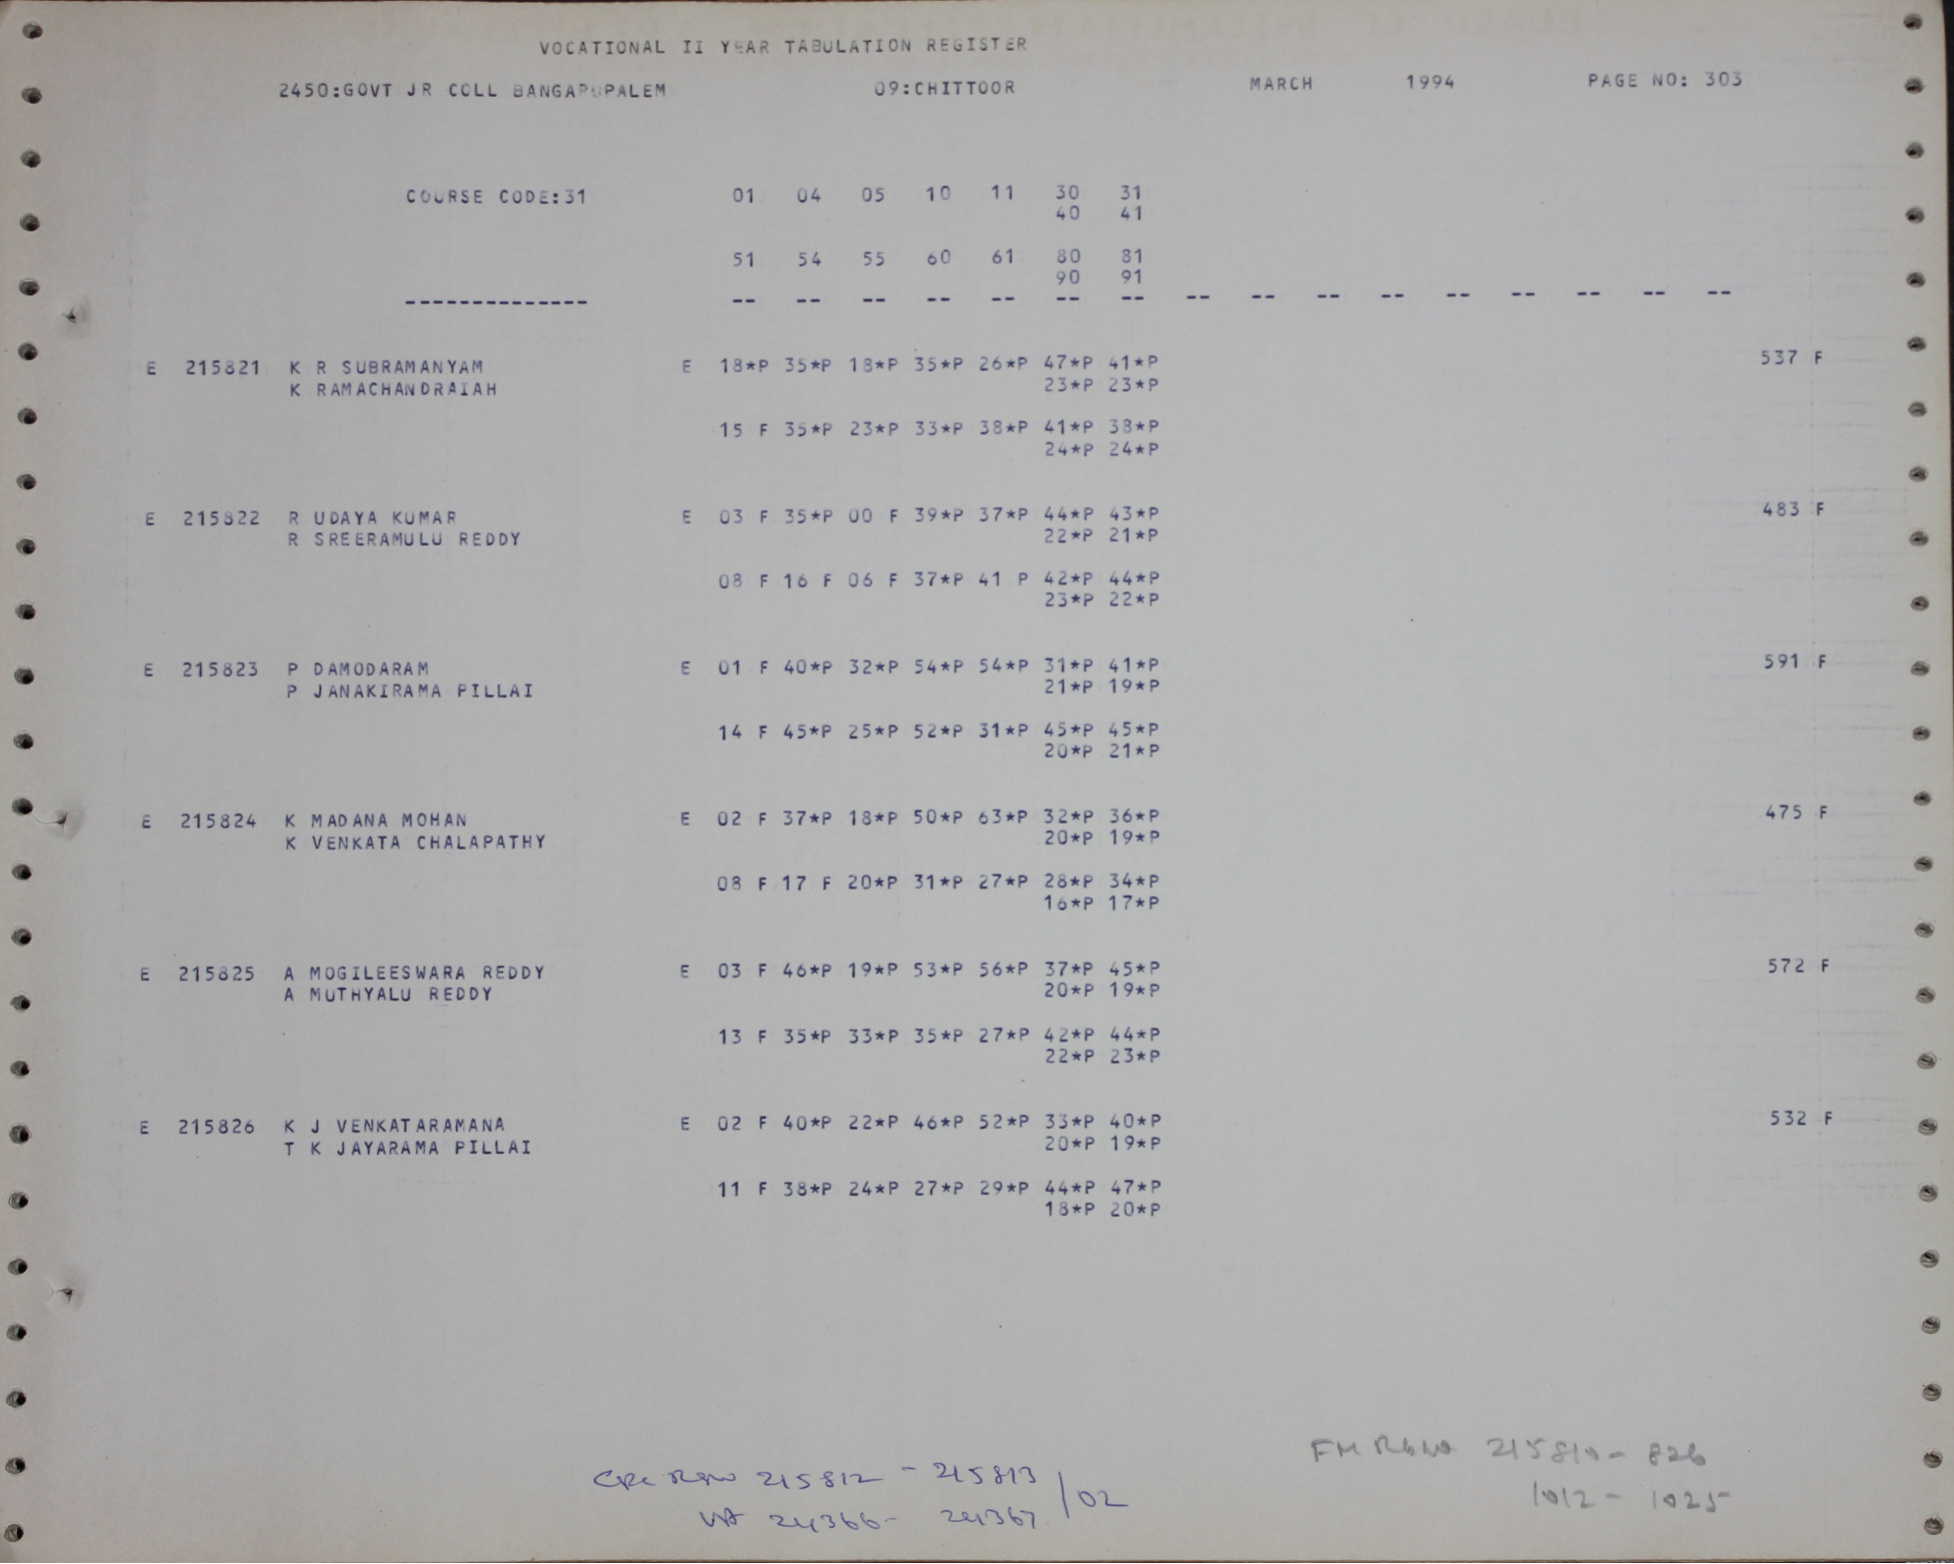 VOCATIONAL II YEAR TABULATION REGISTER
2450:GOVT JR COLL BANGARUPALEM 09:CHITTOOR MARCH 1994 PAGE NO: 303
COURSE CODE:31 01 04 05 10 11 30 31
40 41
51 54 55 60 61 80 81
90 91
-------------- -- -- -- -- -- -- -- -- -- -- -- -- -- -- -- --
E 215821 K R SUBRAMANYAM E 18*P 35*P 18*P 35*P 26*P 47*P 41*P 537 F
K RAMACHANDRAIAH 23*P 23*P
15 F 35*P 23*P 33*P 38*P 41*P 38*P
24*P 24*P
E 215822 R UDAYA KUMAR E 03 F 35*P 00 F 39*P 37*P 44*P 43*P 483 F
R SREERAMULU REDDY 22*P 21*P
08 F 16 F 06 F 37*P 41 P 42*P 44*P
23*P 22*P
E 215823 P DAMODARAM E 01 F 40*P 32*P 54*P 54*P 31*P 41*P 591 F
P JANAKIRAMA PILLAI 21*P 19*P
14 F 45*P 25*P 52*P 31*P 45*P 45*P
20*P 21*P
E 215824 K MADANA MOHAN E 02 F 37*P 18*P 50*P 63*P 32*P 36*P 475 F
K VENKATA CHALAPATHY 20*P 19*P
08 F 17 F 20*P 31*P 27*P 28*P 34*P
16*P 17*P
E 215825 A MOGILEESWARA REDDY E 03 F 46*P 19*P 53*P 56*P 37*P 45*P 572 F
A MUTHYALU REDDY 20*P 19*P
13 F 35*P 33*P 35*P 27*P 42*P 44*P
22*P 23*P
E 215826 K J VENKATARAMANA E 02 F 40*P 22*P 46*P 52*P 33*P 40*P 532 F
T K JAYARAMA PILLAI 20*P 19*P
11 F 38*P 24*P 27*P 29*P 44*P 47*P
18*P 20*P
FM 215810 - 826
1012 - 1025
215812 - 215813 /02
24366 - 24367